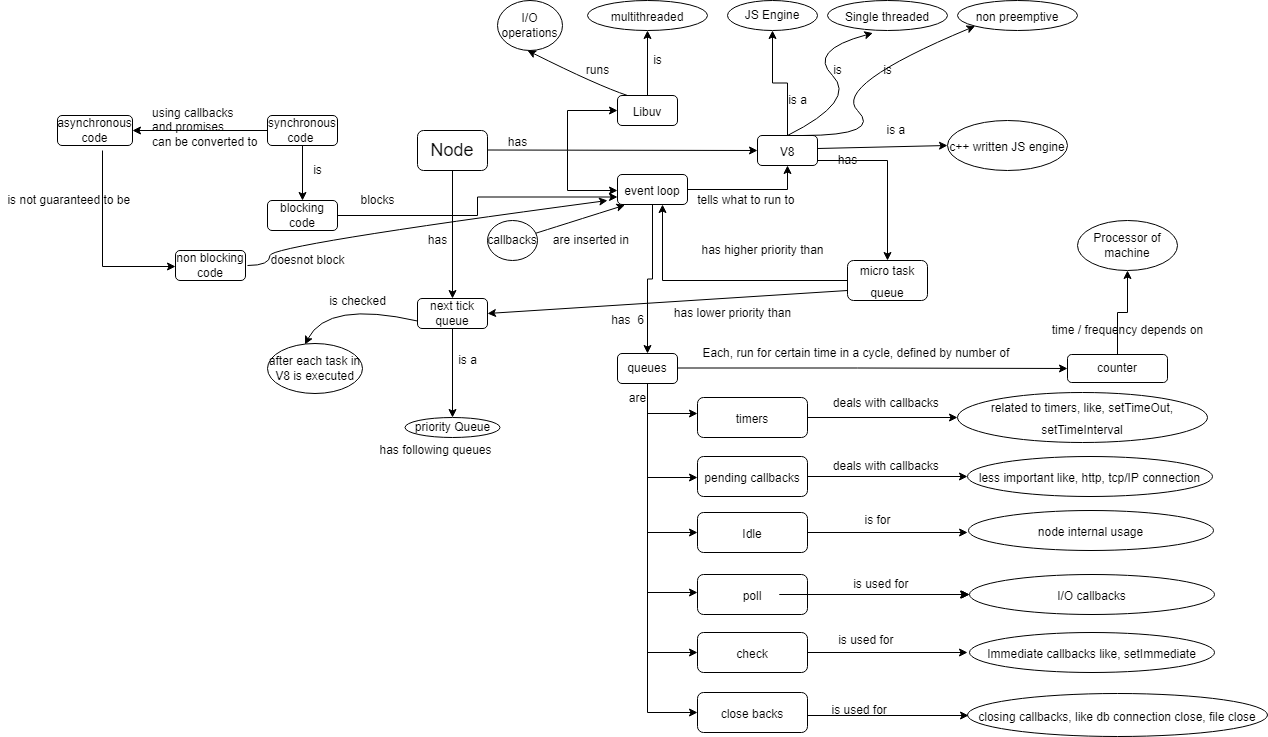 I/O
operations
multithreaded
JS Engine
Single threaded
non preemptive
runs
is
is
is
Libuv
is a
asynchronous
code
using callbacks
and promises
can be converted to
synchronous
code
Node
has
V8
is a
c++ written JS engine
has
is
is not guaranteed to be
blocking
code
blocks
event loop
tells what to run to
callbacks
are inserted in
has
non blocking
code
doesnot block
has higher priority than
micro task
queue
Processor of
machine
is checked
next tick
queue
has lower priority than
has 6
time / frequency depends on
after each task in
V8 is executed
is a
queues
Each, run for certain time in a cycle, defined by number of
counter
are
priority Queue
has following queues
timers
deals with callbacks
related to timers, like, setTimeOut,
setTimeInterval
pending callbacks
deals with callbacks
less important like, http, tcp/IP connection
Idle
is for
node internal usage
poll
is used for
I/O callbacks
check
is used for
Immediate callbacks like, setImmediate
close backs
is used for
closing callbacks, like db connection close, file close